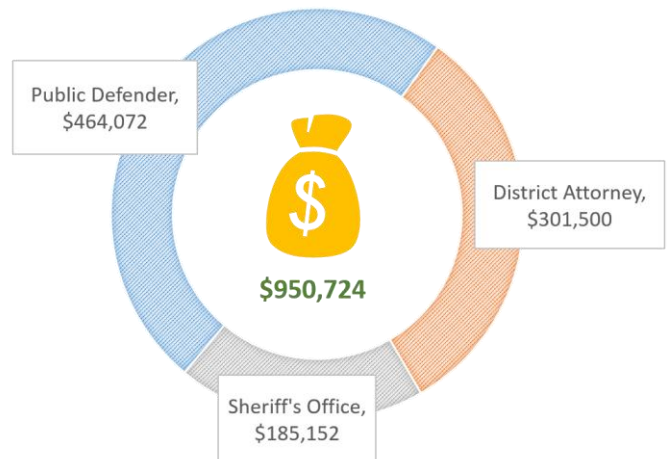 Public Defender,
$464,072
District Attorney,
$301,500
$
$950,724
Sheriff's Office,
$185,152